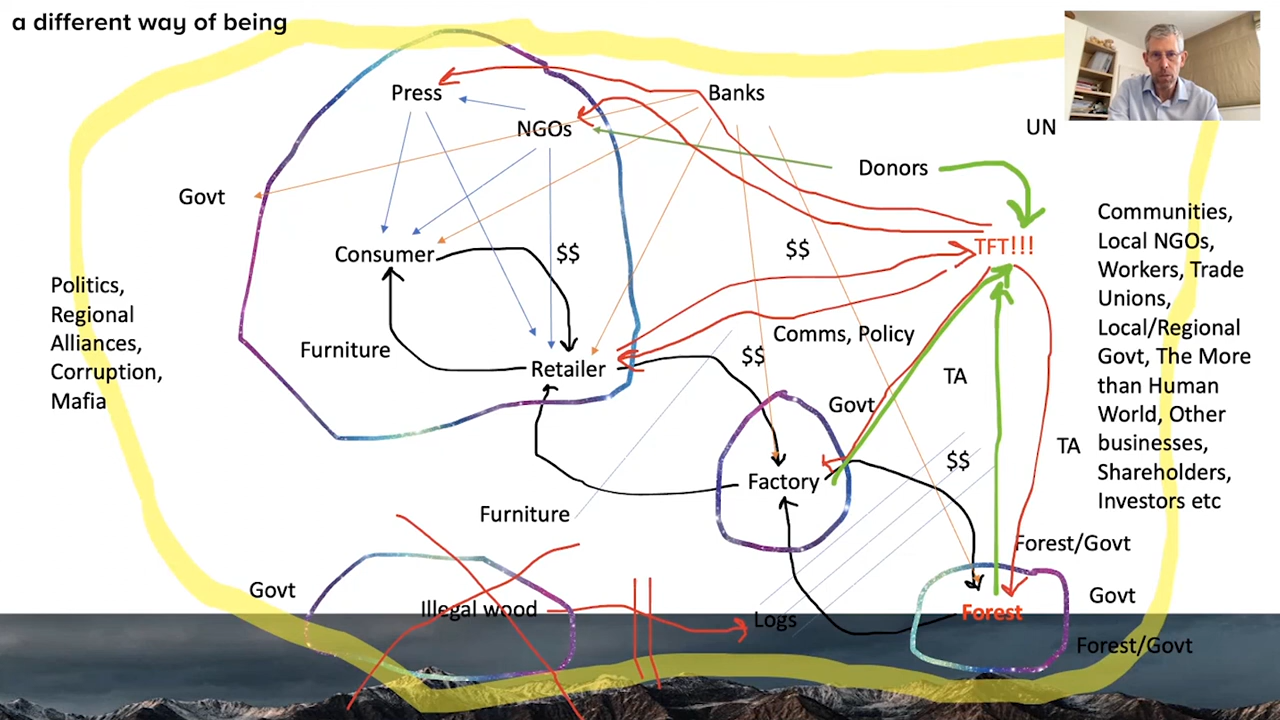 a different way of being
Press
Banks
NGOs
UN
Donors
Govt
TFT!!!
Consumer
$$
$$
Communities,
Local NGOs,
Workers, Trade
Unions,
Local/Regional
Govt, The More
than Human
World, Other
businesses,
Shareholders,
Investors etc
Politics,
Regional
Alliances,
Corruption,
Mafia
Furniture
Comms, Policy
$$
Retailer
TA
Govt
TA
$$
Factory
Furniture
Forest/Govt
Govt
Govt
Illegal wood
Logs
Forest
Forest/Govt